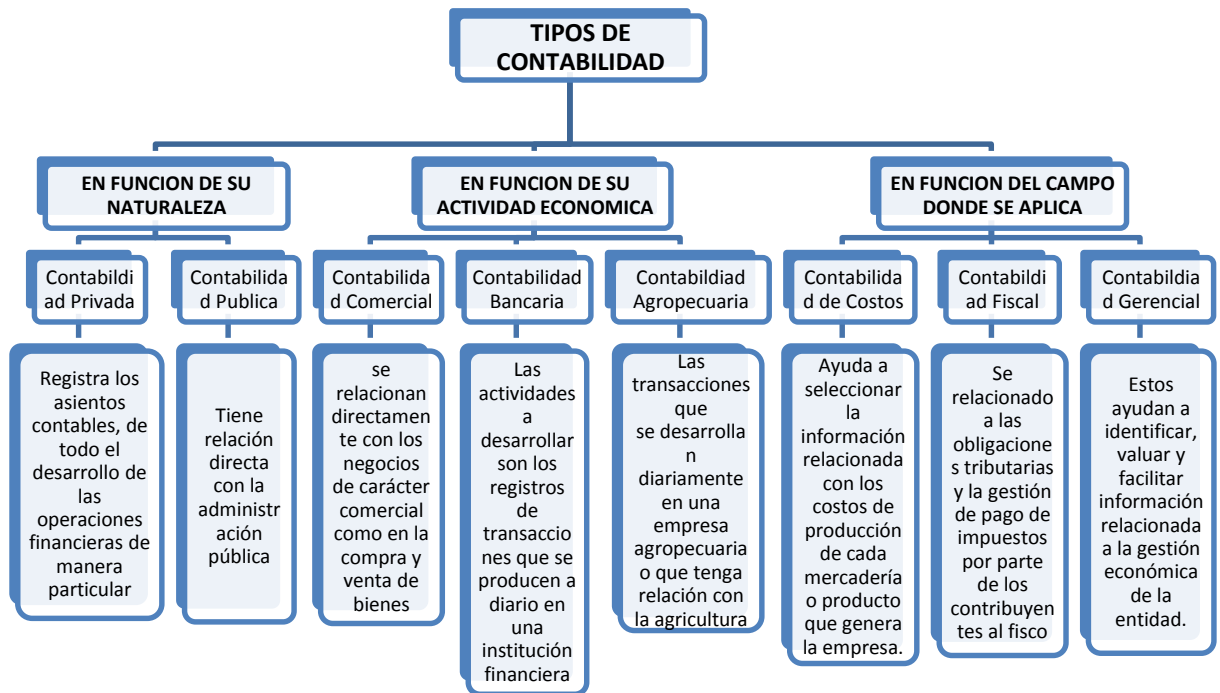 TIPOS DE
CONTABILIDAD
EN FUNCION DE SU
NATURALEZA
EN FUNCION DE SU
ACTIVIDAD ECONOMICA
EN FUNCION DEL CAMPO
DONDE SE APLICA
Contabildi
ad Privada
Contabilida
d Publica
Contabilida
d Comercial
Contabilidad
Bancaria
Contabildiad
Agropecuaria
Contabilida
d de Costos
Contabildi
ad Fiscal
Contabildia
d Gerencial
Registra los
asientos
contables, de
todo el
desarrollo de
las
operaciones
financieras de
manera
particular
Tiene
relación
directa
con la
administr
ación
pública
se
relacionan
directamen
te con los
negocios
de carácter
comercial
como en la
compra y
venta de
bienes
Las
actividades
a
desarrollar
son los
registros
de
transaccio
nes que se
producen a
diario en
una
institución
financiera
Las
transacciones
que
se desarrolla
n
diariamente
en una
empresa
agropecuaria
o que tenga
relación con
la agricultura
Ayuda a
seleccionar
la
información
relacionada
con los
costos de
producción
de cada
mercadería
o producto
que genera
la empresa.
Se
relacionado
a las
obligacione
s tributarias
y la gestión
de pago de
impuestos
por parte
de los
contribuyen
tes al fisco
Estos
ayudan a
identificar,
valuar y
facilitar
información
relacionada
a la gestión
económica
de la
entidad.